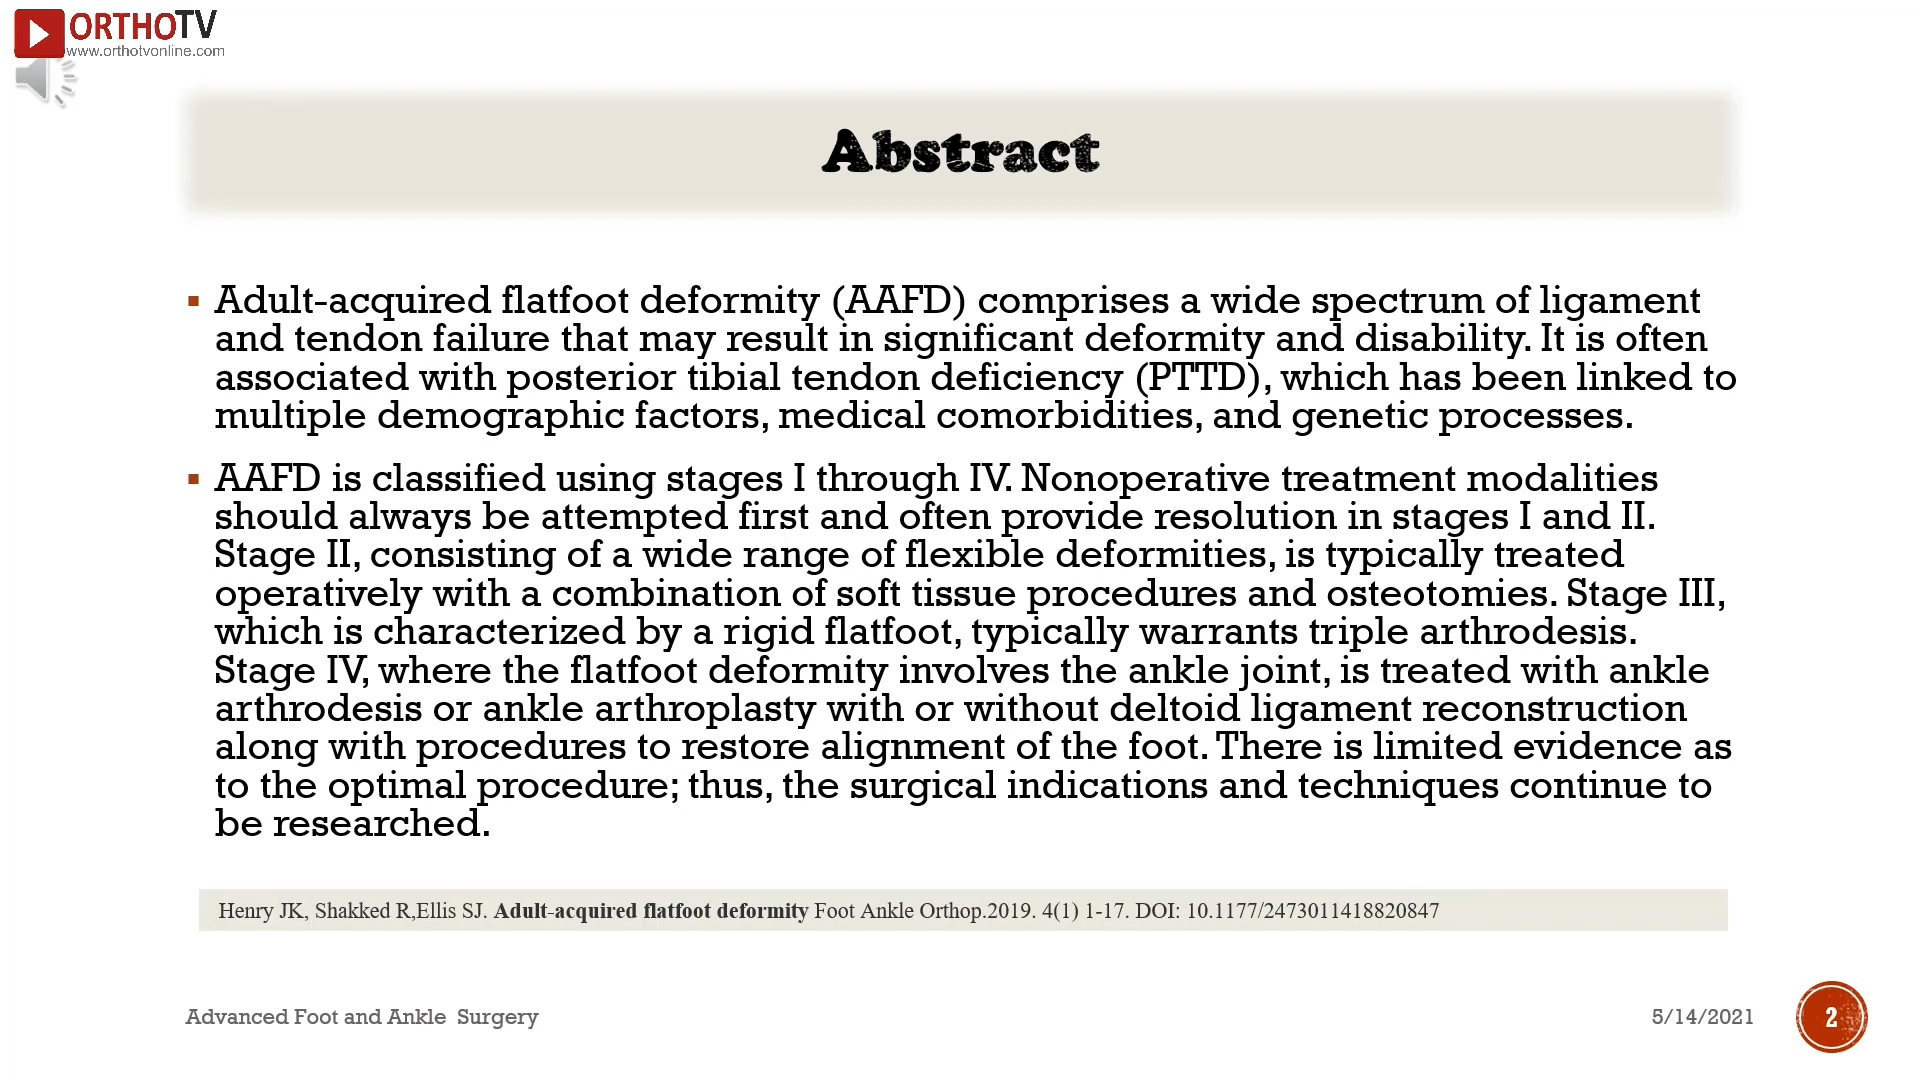 ORTHOTV
www.orthotvonline.com
Abstract
▪ Adult-acquired flatfoot deformity (AAFD) comprises a wide spectrum of ligament
and tendon failure that may result in significant deformity and disability. It is often
associated with posterior tibial tendon deficiency (PTTD), which has been linked to
multiple demographic factors, medical comorbidities, and genetic processes.
▪ AAFD is classified using stages I through IV. Nonoperative treatment modalities
should always be attempted first and often provide resolution in stages I and II.
Stage II, consisting of a wide range of flexible deformities, is typically treated
operatively with a combination of soft tissue procedures and osteotomies. Stage III,
which is characterized by a rigid flatfoot, typically warrants triple arthrodesis.
Stage IV, where the flatfoot deformity involves the ankle joint, is treated with ankle
arthrodesis or ankle arthroplasty with or without deltoid ligament reconstruction
along with procedures to restore alignment of the foot. There is limited evidence as
to the optimal procedure; thus, the surgical indications and techniques continue to
be researched.
Henry JK, Shakked R,Ellis SJ. Adult-acquired flatfoot deformity Foot Ankle Orthop.2019. 4(1) 1-17. DOI: 10.1177/2473011418820847
Advanced Foot and Ankle Surgery
5/14/2021
2